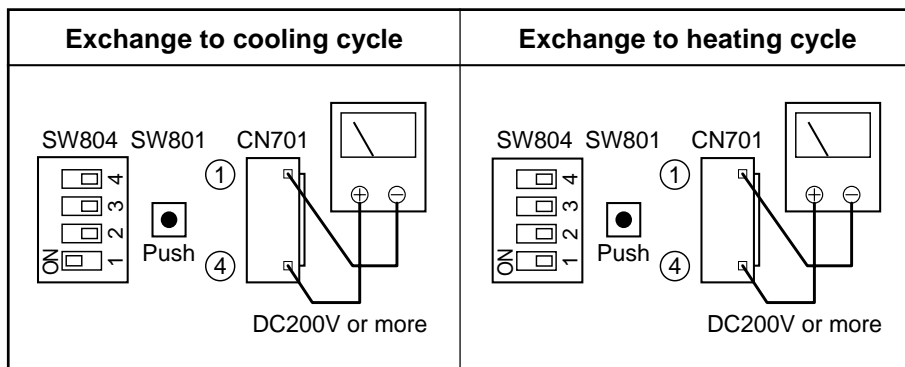 Exchange to cooling cycle
SW804 SW801 CN701
4
3
2
1
ON
Push
1
4
+ −
DC200V or more
Exchange to heating cycle
SW804 SW801 CN701
4
3
2
1
ON
Push
1
4
+ −
DC200V or more